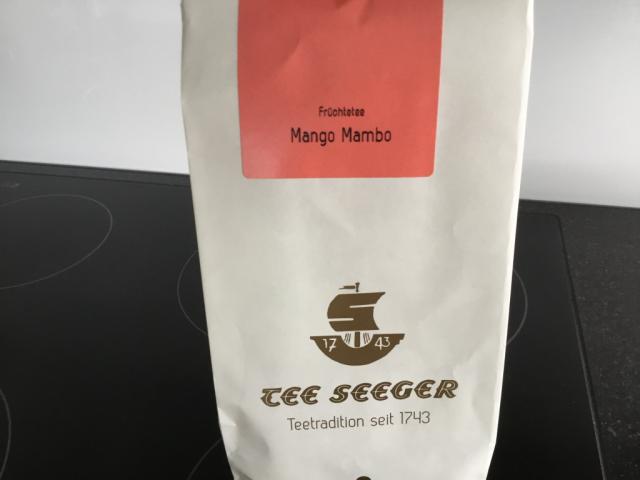 Früchtetee
Mango Mambo
17 43
TEE SEEGER
Teetradition seit 1743